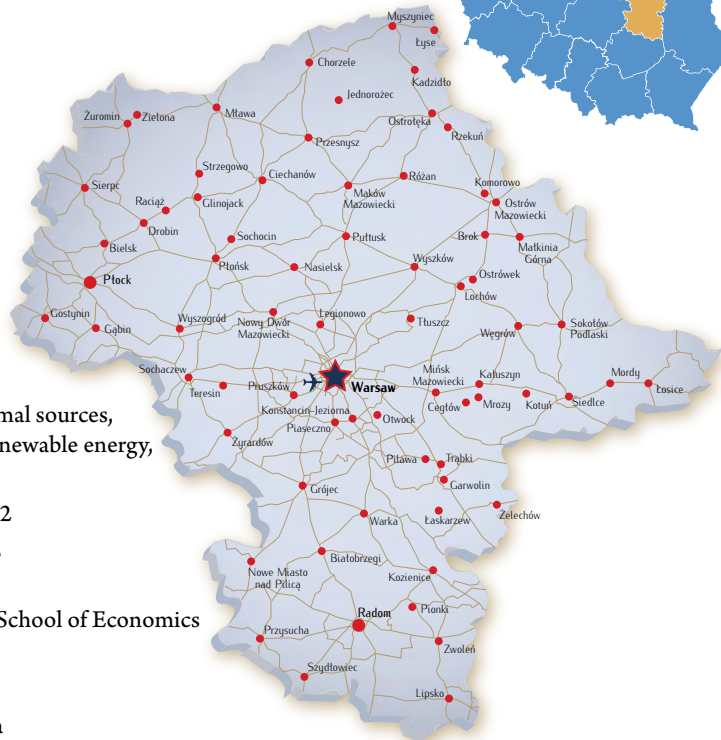 Myszyniec
Łyse
Chorzele
Kadzidło
Jednorożec
Żuromin
Zielona
Mława
Ostrołęka
Rzekuń
Przesnysz
Strzegowo
Ciechanów
Różan
Komorowo
Sierpc
Maków
Mazowiecki
Ostrów
Mazowiecki
Raciąż
Glinojack
Drobin
Sochocin
Pułtusk
Brok
Małkinia
Górna
Bielsk
Płońsk
Nasielsk
Wyszków
Płock
Ostrówek
Łochów
Gostynin
Gąbin
Wyszogród
Nowy Dwór
Mazowiecki
Legionowo
Tłuszcz
Węgrów
Sokołów
Podlaski
Sochaczew
Teresin
Pruszków
Warsaw
Mińsk
Mazowiecki
Kałuszyn
Mordy
Łosice
Konstancin-Jeziorna
Cegłów
Mrozy
Kotuń
Siedlce
Piaseczno
Otwock
mal sources,
newable energy,
Żyrardów
Piława
Trąbki
Garwolin
Grójec
2
Warka
Łaskarzew
Żelechów
Białobrzegi
Nowe Miasto
nad Pilicą
Kozienice
School of Economics
Radom
Pionki
Przysucha
Zwoleń
Szydłowiec
Lipsko
a